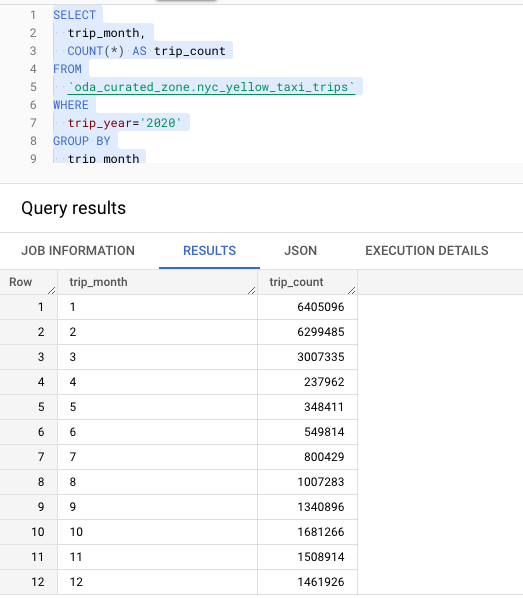 1 SELECT
2 trip_month,
3 COUNT(*) AS trip_count
4 FROM
5 `oda_curated_zone.nyc_yellow_taxi_trips`
6 WHERE
7 trip_year='2020'
8 GROUP BY
9 trip_month
Query results
JOB INFORMATION RESULTS JSON EXECUTION DETAILS
Row trip_month trip_count
1 1 6405096
2 2 6299485
3 3 3007335
4 4 237962
5 5 348411
6 6 549814
7 7 800429
8 8 1007283
9 9 1340896
10 10 1681266
11 11 1508914
12 12 1461926